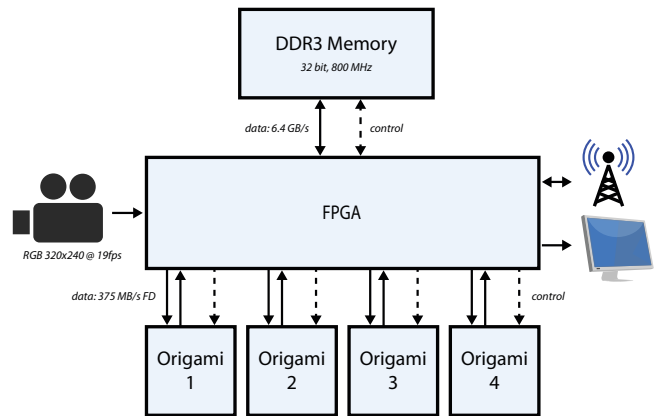 DDR3 Memory
32 bit, 800 MHz
data: 6.4 GB/s
control
FPGA
RGB 320x240 @ 19fps
data: 375 MB/s FD
control
Origami
1
Origami
2
Origami
3
Origami
4